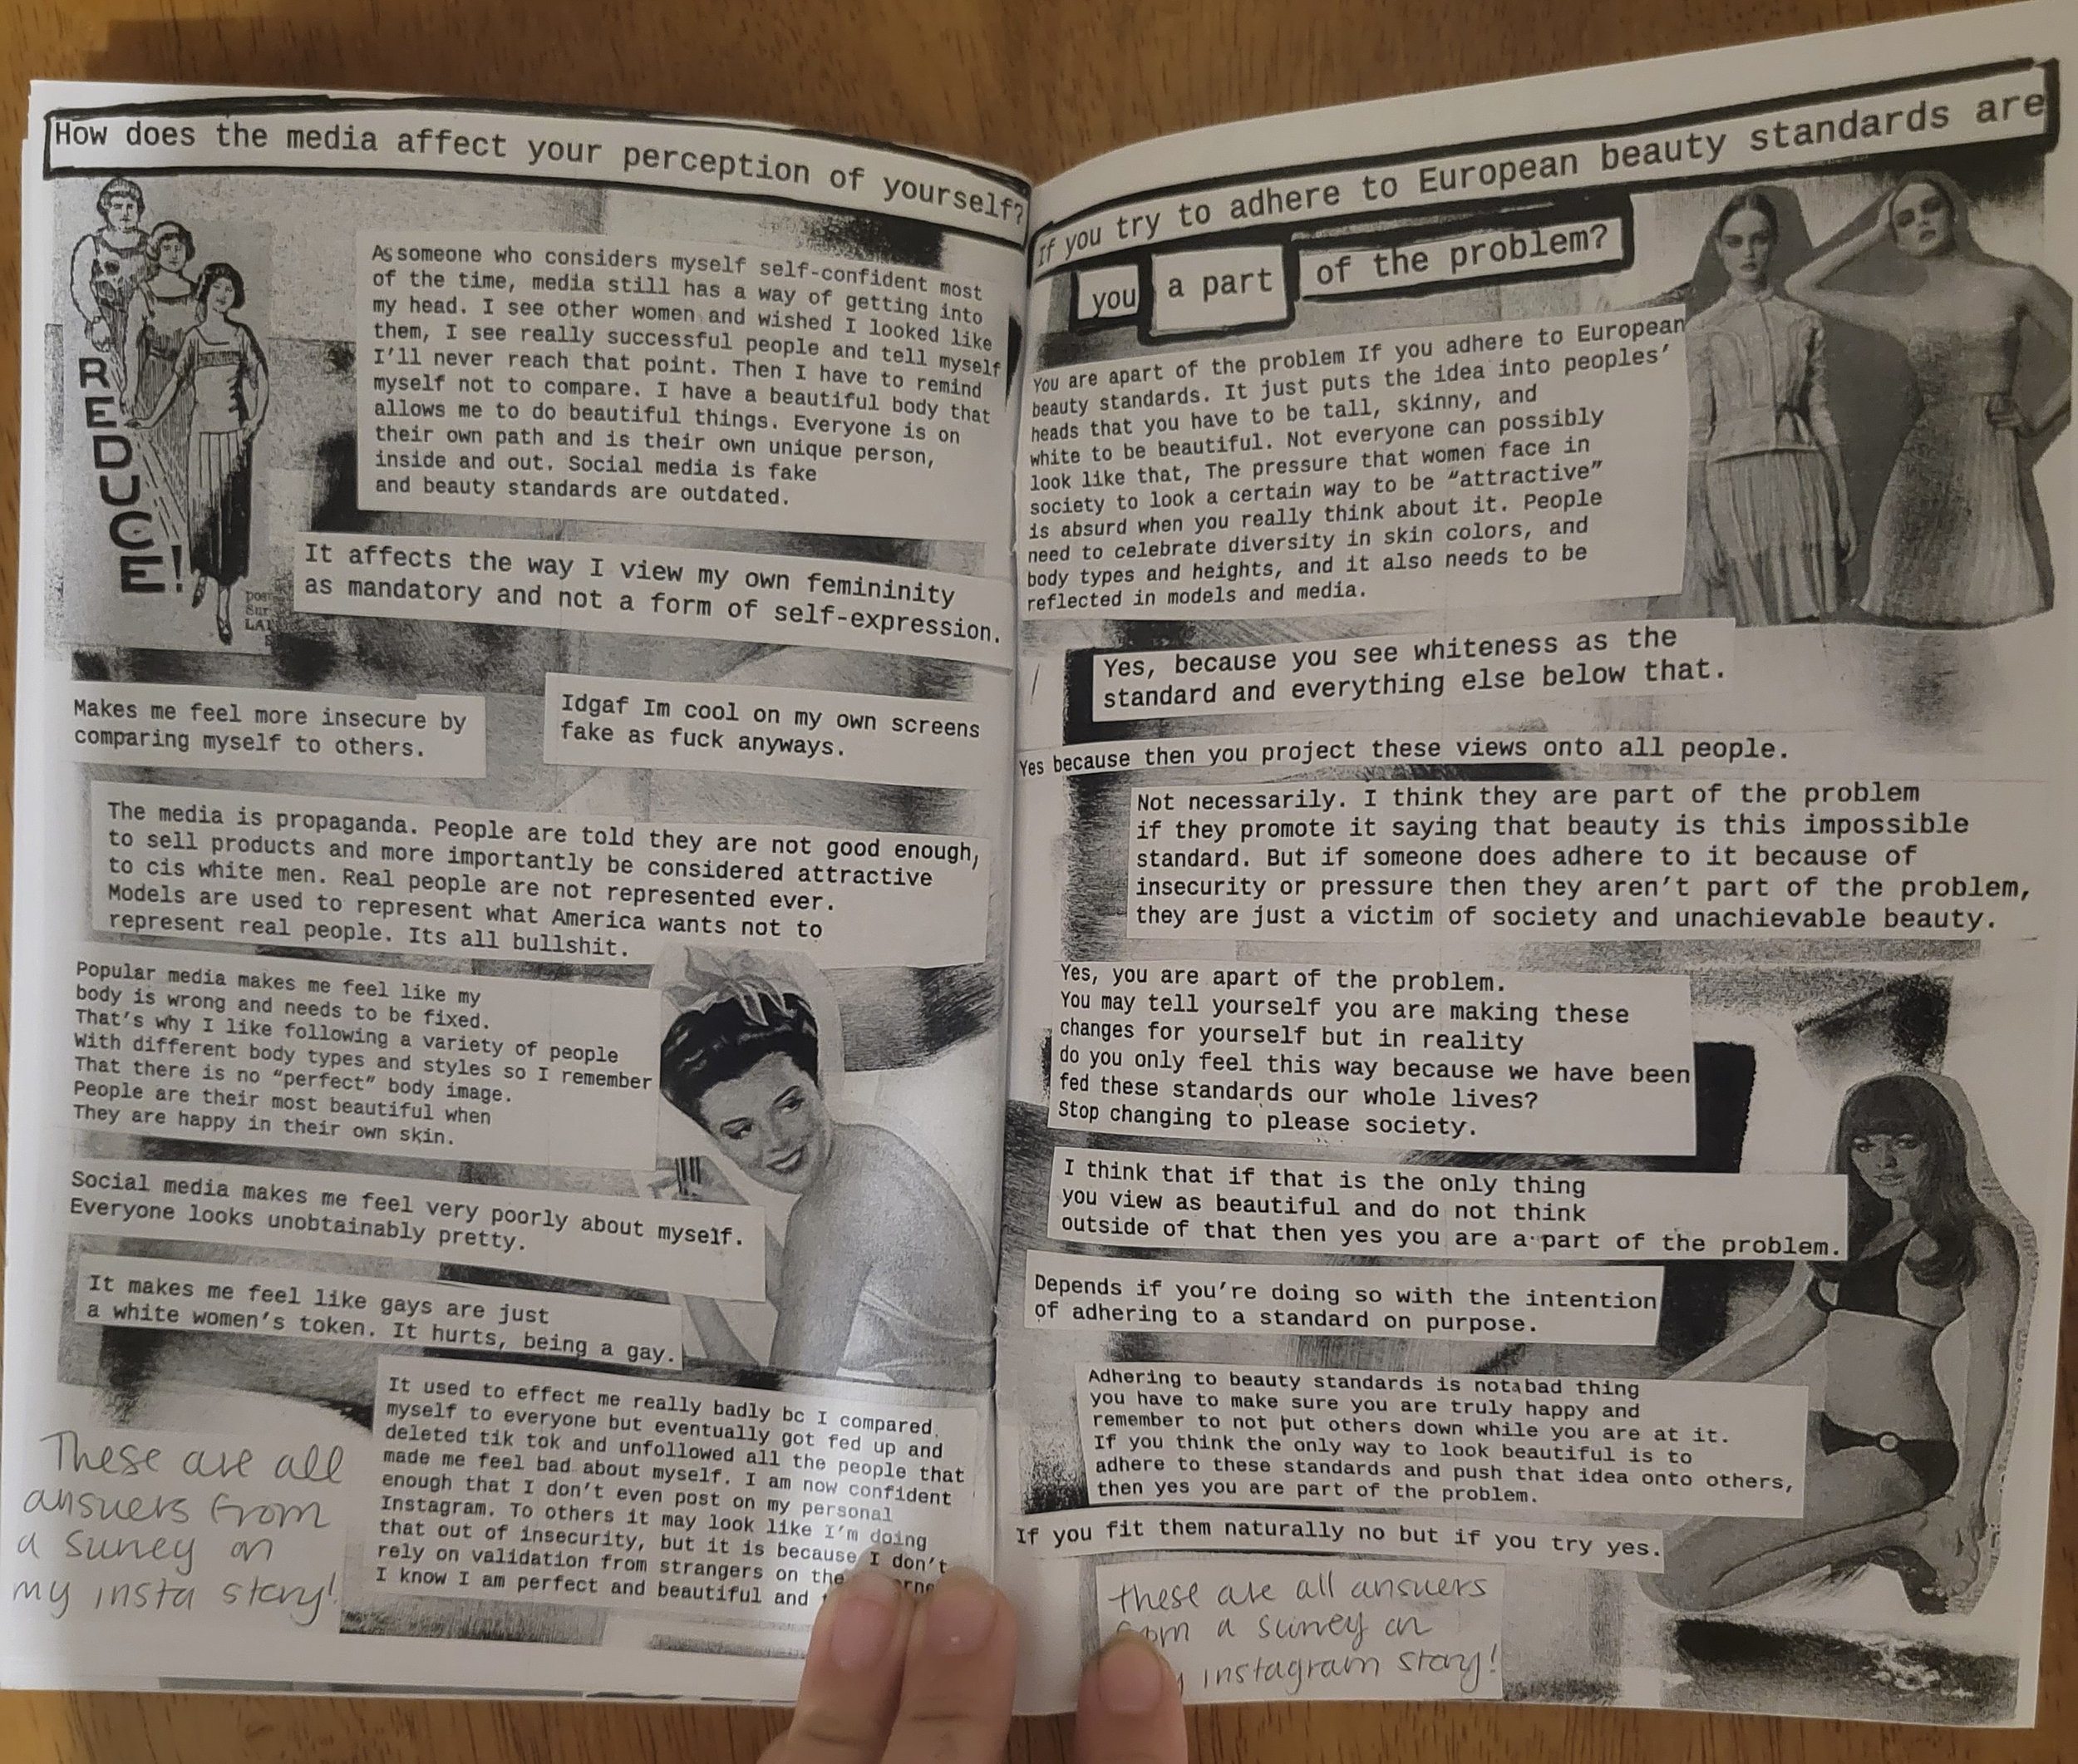 How does the media affect your perception of yourself?
REDUCE!
LA
As someone who considers myself self-confident most
of the time, media still has a way of getting into
my head. I see other women and wished I looked like
them, I see really successful people and tell myself
I'll never reach that point. Then I have to remind
myself not to compare. I have a beautiful body that
allows me to do beautiful things. Everyone is on
their own path and is their own unique person,
inside and out. Social media is fake
and beauty standards are outdated.
It affects the way I view my own femininity
as mandatory and not a form of self-expression.
Makes me feel more insecure by
comparing myself to others.
Idgaf Im cool on my own screens
fake as fuck anyways.
The media is propaganda. People are told they are not good enough,
to sell products and more importantly be considered attractive
to cis white men. Real people are not represented ever.
Models are used to represent what America wants not to
represent real people. Its all bullshit.
Popular media makes me feel like my
body is wrong and needs to be fixed.
That's why I like following a variety of people
With different body types and styles so I remember
That there is no "perfect" body image.
People are their most beautiful when
They are happy in their own skin.
Social media makes me feel very poorly about myself.
Everyone looks unobtainably pretty.
It makes me feel like gays are just
a white women's token. It hurts, being a gay.
It used to effect me really badly bc I compared
myself to everyone but eventually got fed up and
deleted tik tok and unfollowed all the people that
made me feel bad about myself. I am now confident
enough that I don't even post on my personal
Instagram. To others it may look like I'm doing
that out of insecurity, but it is because I don't
rely on validation from strangers on the
I know I am perfect and beautiful and
These are all
answers from
a survey on
my insta story!
If you try to adhere to European beauty standards are
you a part of the problem?
You are apart of the problem If you adhere to European
beauty standards. It just puts the idea into peoples'
heads that you have to be tall, skinny, and
white to be beautiful. Not everyone can possibly
look like that, The pressure that women face in
society to look a certain way to be "attractive"
is absurd when you really think about it. People
need to celebrate diversity in skin colors, and
body types and heights, and it also needs to be
reflected in models and media.
Yes, because you see whiteness as the
standard and everything else below that.
Yes because then you project these views onto all people.
Not necessarily. I think they are part of the problem
if they promote it saying that beauty is this impossible
standard. But if someone does adhere to it because of
insecurity or pressure then they aren't part of the problem,
they are just a victim of society and unachievable beauty.
Yes, you are apart of the problem.
You may tell yourself you are making these
changes for yourself but in reality
do you only feel this way because we have been
fed these standards our whole lives?
Stop changing to please society.
I think that if that is the only thing
you view as beautiful and do not think
outside of that then yes you are a part of the problem.
Depends if you're doing so with the intention
of adhering to a standard on purpose.
Adhering to beauty standards is not a bad thing
you have to make sure you are truly happy and
remember to not put others down while you are at it.
If you think the only way to look beautiful is to
adhere to these standards and push that idea onto others,
then yes you are part of the problem.
If you fit them naturally no but if you try yes.
these are all answers
from a survey on
instagram story!